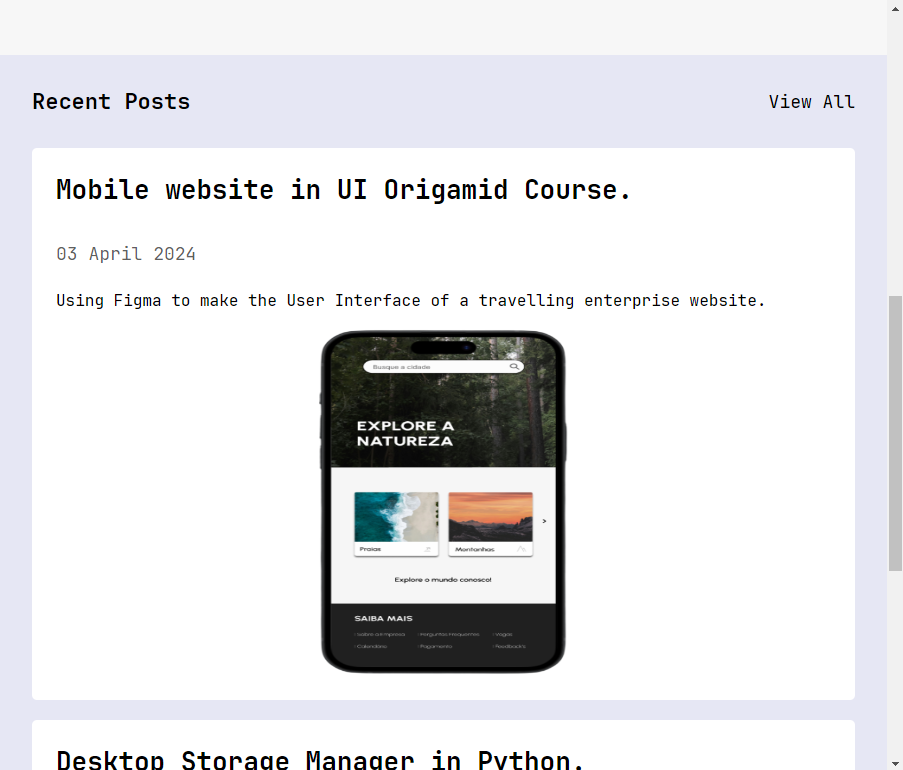 Recent Posts
View All
Mobile website in UI Origamid Course.
03 April 2024
Using Figma to make the User Interface of a travelling enterprise website.
Busque a cidade
EXPLORE A
NATUREZA
Praias
Montanhas
>
Explore o mundo conosco!
SAIBA MAIS
› Sobre a Empresa › Perguntas Frequentes › Vagas
› Calendário › Pagamento › Feedback's
Desktop Storage Manager in Python.